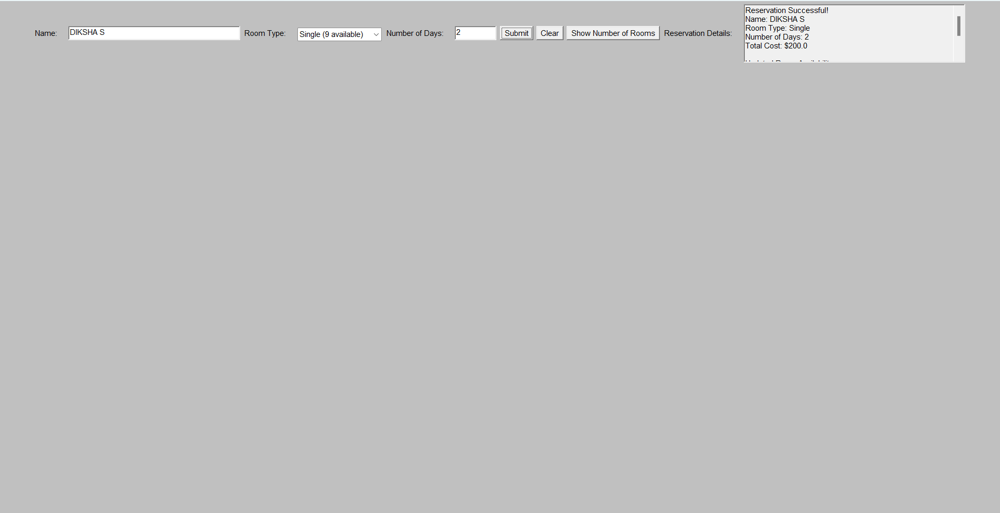 Name: DIKSHA S Room Type: Single (9 available) Number of Days: 2 Submit Clear Show Number of Rooms Reservation Details:
Reservation Successful!
Name: DIKSHA S
Room Type: Single
Number of Days: 2
Total Cost: $200.0